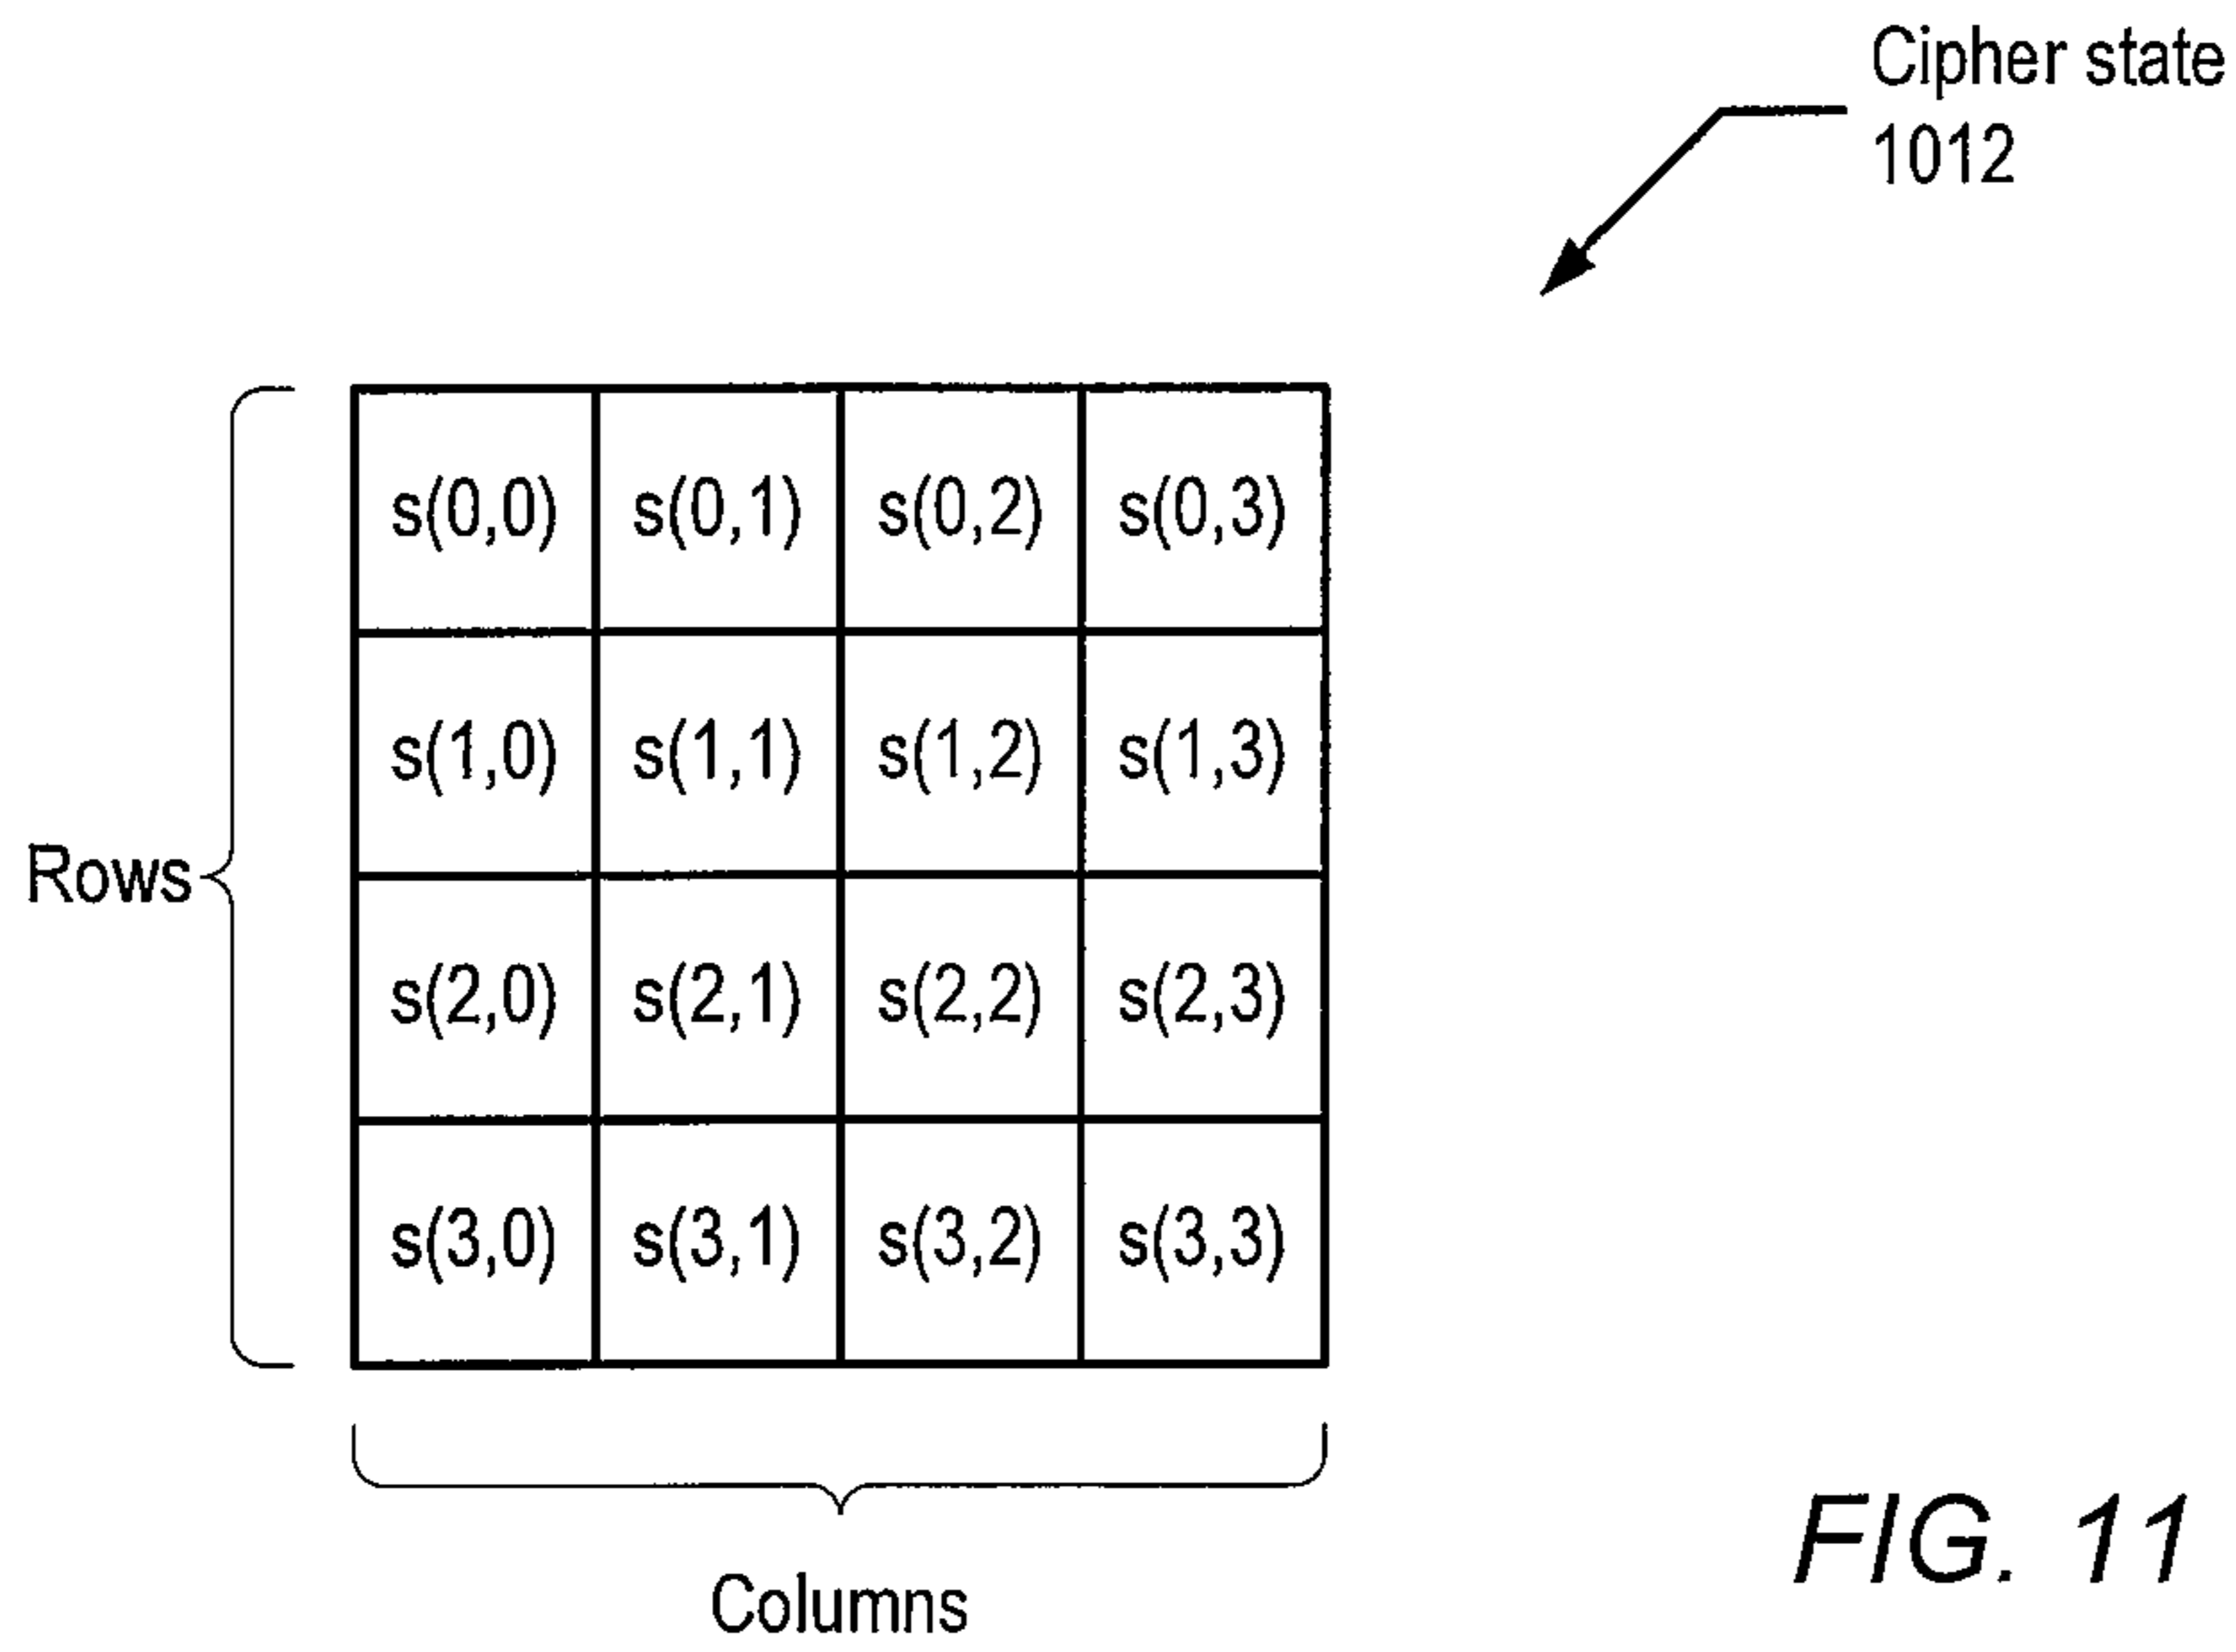 Cipher state
1012
s(0,0) s(0,1) s(0,2) s(0,3)
s(1,0) s(1,1) s(1,2) s(1,3)
Rows
s(2,0) s(2,1) s(2,2) s(2,3)
s(3,0) s(3,1) s(3,2) s(3,3)
Columns
FIG. 11